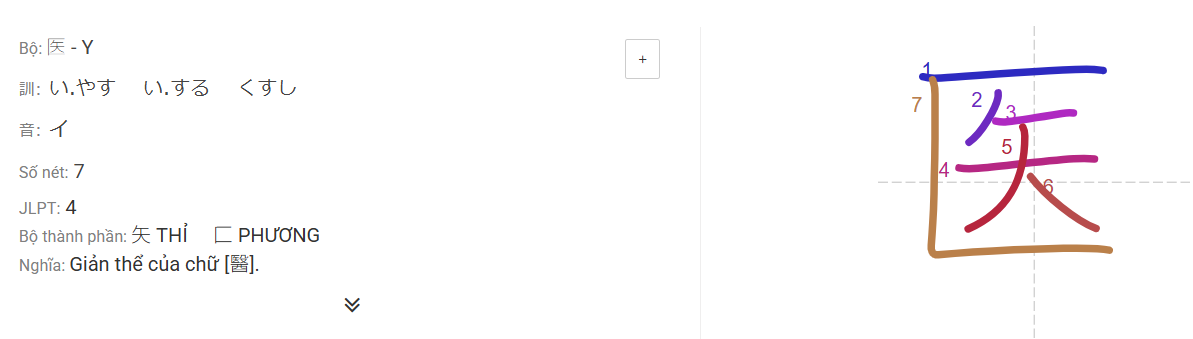 Bộ: 医 - Y
+
訓: い.やす い.する くすし
音: イ
Số nét: 7
JLPT: 4
Bộ thành phần: 矢 THỈ 匚 PHƯƠNG
Nghĩa: Giản thể của chữ [醫].
医
1
7
2
3
5
4
6